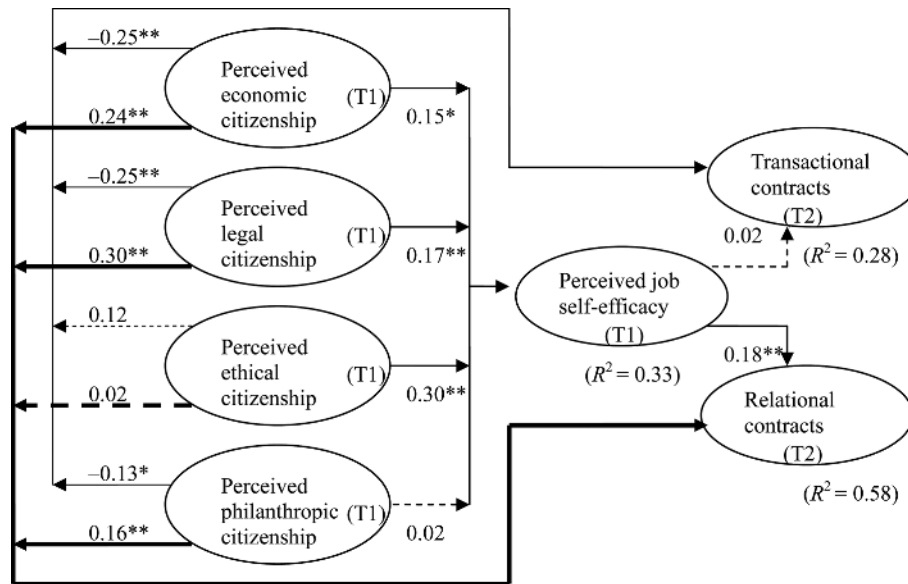 −0.25**
Perceived
economic
citizenship
(T1)
0.24**
0.15*
−0.25**
Perceived
legal
citizenship
(T1)
0.30**
0.17**
0.12
Perceived
ethical
citizenship
(T1)
0.02
0.30**
−0.13*
Perceived
philanthropic
citizenship
(T1)
0.16**
0.02
Perceived job
self-efficacy
(T1)
(R² = 0.33)
Transactional
contracts
(T2)
0.02
(R² = 0.28)
0.18**
Relational
contracts
(T2)
(R² = 0.58)